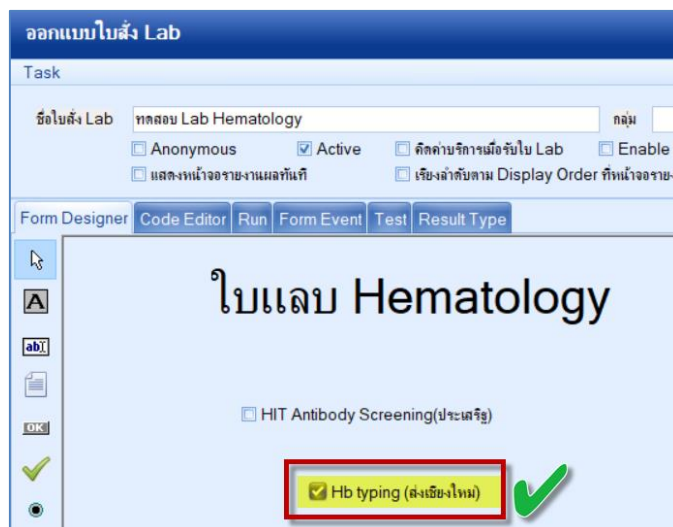 ออกแบบใบสั่ง Lab
Task
ชื่อใบสั่ง Lab ทดสอบ Lab Hematology กลุ่ม
Anonymous Active คิดค่าบริการเมื่อรับใบ Lab Enable
แสดงหน้าจอรายงานผลทันที เรียงลำดับตาม Display Order ที่หน้าจอราย
Form Designer Code Editor Run Form Event Test Result Type
ใบแลบ Hematology
A
HIT Antibody Screening(ประเสริฐ)
ab
OK
Hb typing (ส่งเชียงใหม่)